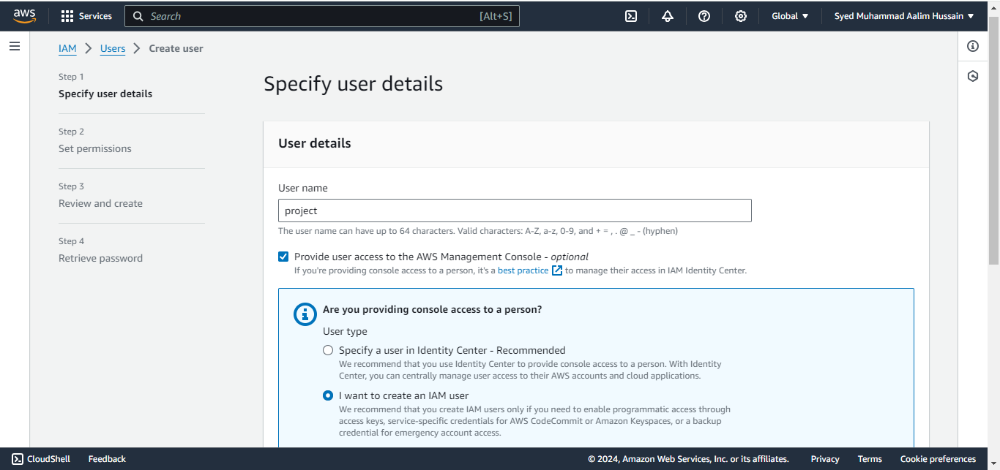 aws
Services
Search
[Alt+S]
Global
Syed Muhammad Aalim Hussain
IAM
Users
Create user
Step 1
Specify user details
Step 2
Set permissions
Step 3
Review and create
Step 4
Retrieve password
Specify user details
User details
User name
project
The user name can have up to 64 characters. Valid characters: A-Z, a-z, 0-9, and + = , . @ _ - (hyphen)
Provide user access to the AWS Management Console - optional
If you're providing console access to a person, it's a best practice to manage their access in IAM Identity Center.
Are you providing console access to a person?
User type
Specify a user in Identity Center - Recommended
We recommend that you use Identity Center to provide console access to a person. With Identity
Center, you can centrally manage user access to their AWS accounts and cloud applications.
I want to create an IAM user
We recommend that you create IAM users only if you need to enable programmatic access through
access keys, service-specific credentials for AWS CodeCommit or Amazon Keyspaces, or a backup
credential for emergency account access.
CloudShell
Feedback
© 2024, Amazon Web Services, Inc. or its affiliates.
Privacy
Terms
Cookie preferences